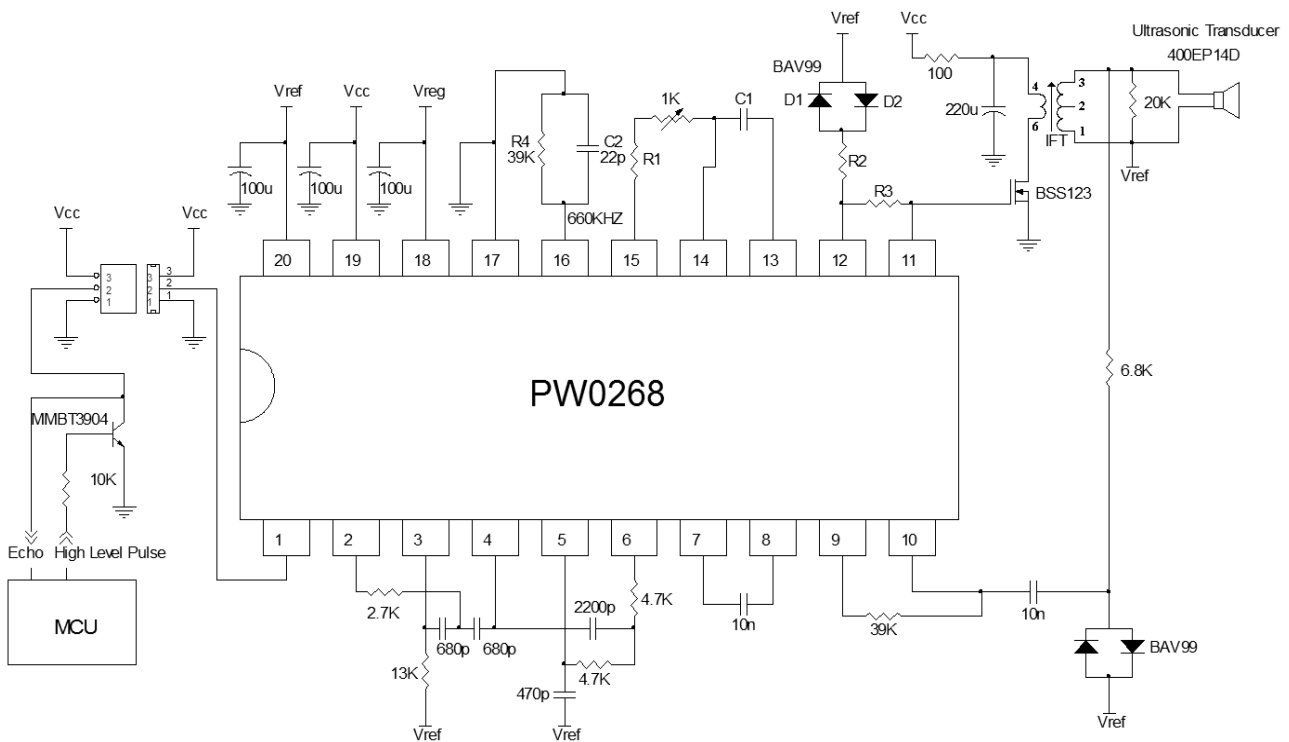 Ultrasonic Transducer
400EP14D
Vref
Vcc
BAV99
100
D1
D2
220u
4
6
3
2
1
IFT
20K
Vref
Vref
Vcc
Vreg
1K
C1
R4
39K
C2
22p
R1
R2
R3
BSS123
100u
100u
100u
660KHZ
Vcc
Vcc
20
19
18
17
16
15
14
13
12
11
3
2
1
3
2
1
3
2
1
PW0268
6.8K
MMBT3904
10K
1
2
3
4
5
6
7
8
9
10
Echo
High Level Pulse
MCU
2.7K
680p
680p
2200p
4.7K
10n
39K
10n
13K
4.7K
470p
BAV99
Vref
Vref
Vref